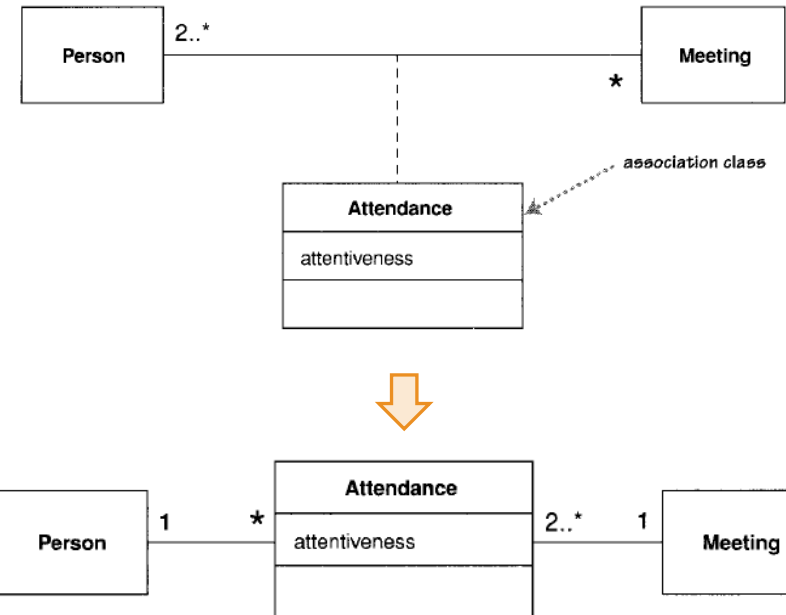 2..*
Person
Meeting
*
association class
Attendance
attentiveness
Attendance
1
*
2..*
1
Person
attentiveness
Meeting